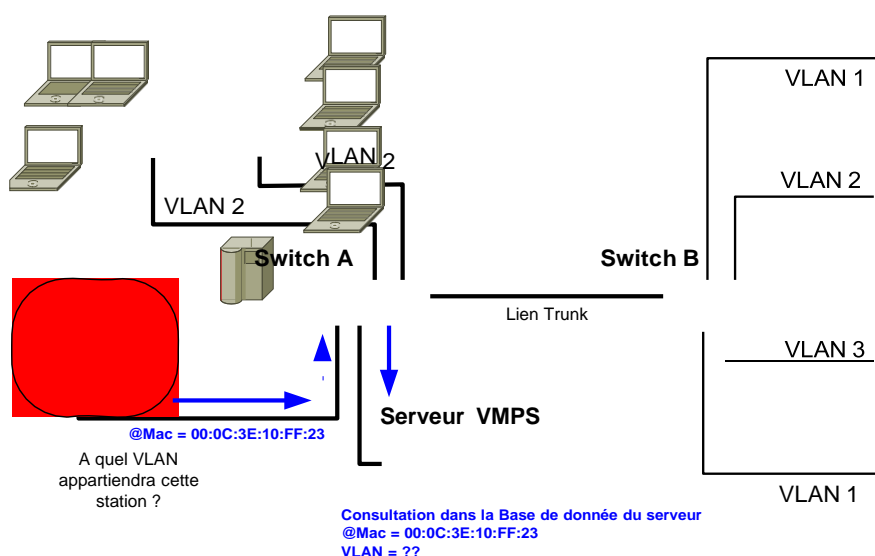 VLAN 1
VLAN 2
VLAN 2
VLAN 2
Switch A
Switch B
Lien Trunk
VLAN 3
Serveur VMPS
@Mac = 00:0C:3E:10:FF:23
A quel VLAN
appartiendra cette
station ?
VLAN 1
Consultation dans la Base de donnée du serveur
@Mac = 00:0C:3E:10:FF:23
VLAN = ??